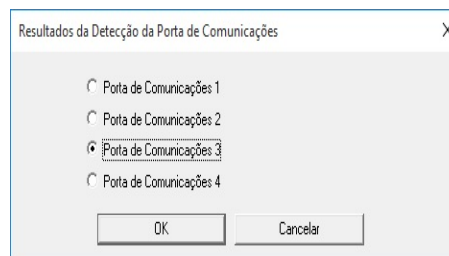 Resultados da Detecção da Porta de Comunicações
Porta de Comunicações 1
Porta de Comunicações 2
Porta de Comunicações 3
Porta de Comunicações 4
OK Cancelar